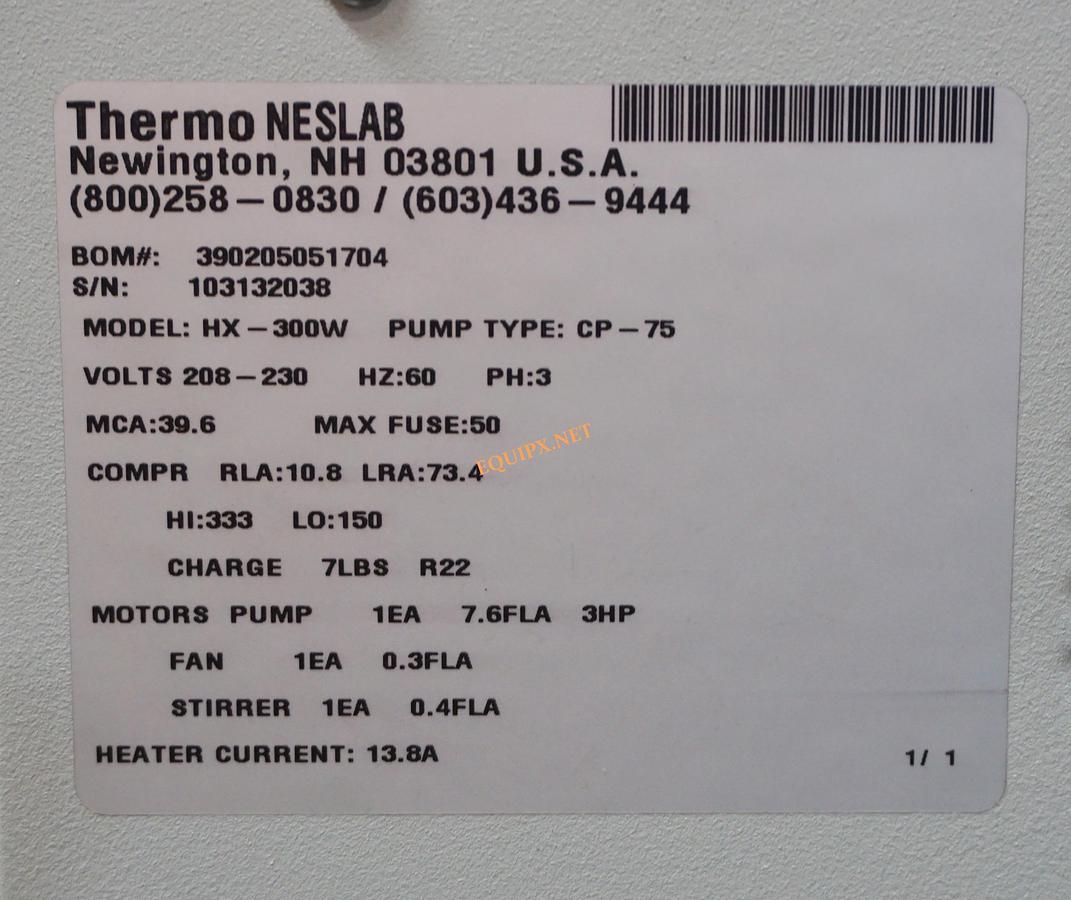 Thermo NESLAB
Newington, NH 03801 U.S.A.
(800)258-0830 / (603)436-9444
BOM#: 390205051704
S/N: 103132038
MODEL: HX-300W PUMP TYPE: CP-75
VOLTS 208-230 HZ:60 PH:3
MCA:39.6 MAX FUSE:50
COMPR RLA:10.8 LRA:73.4
EQUIPX.NET
HI:333 LO:150
CHARGE 7LBS R22
MOTORS PUMP 1EA 7.6FLA 3HP
FAN 1EA 0.3FLA
STIRRER 1EA 0.4FLA
HEATER CURRENT: 13.8A 1/ 1